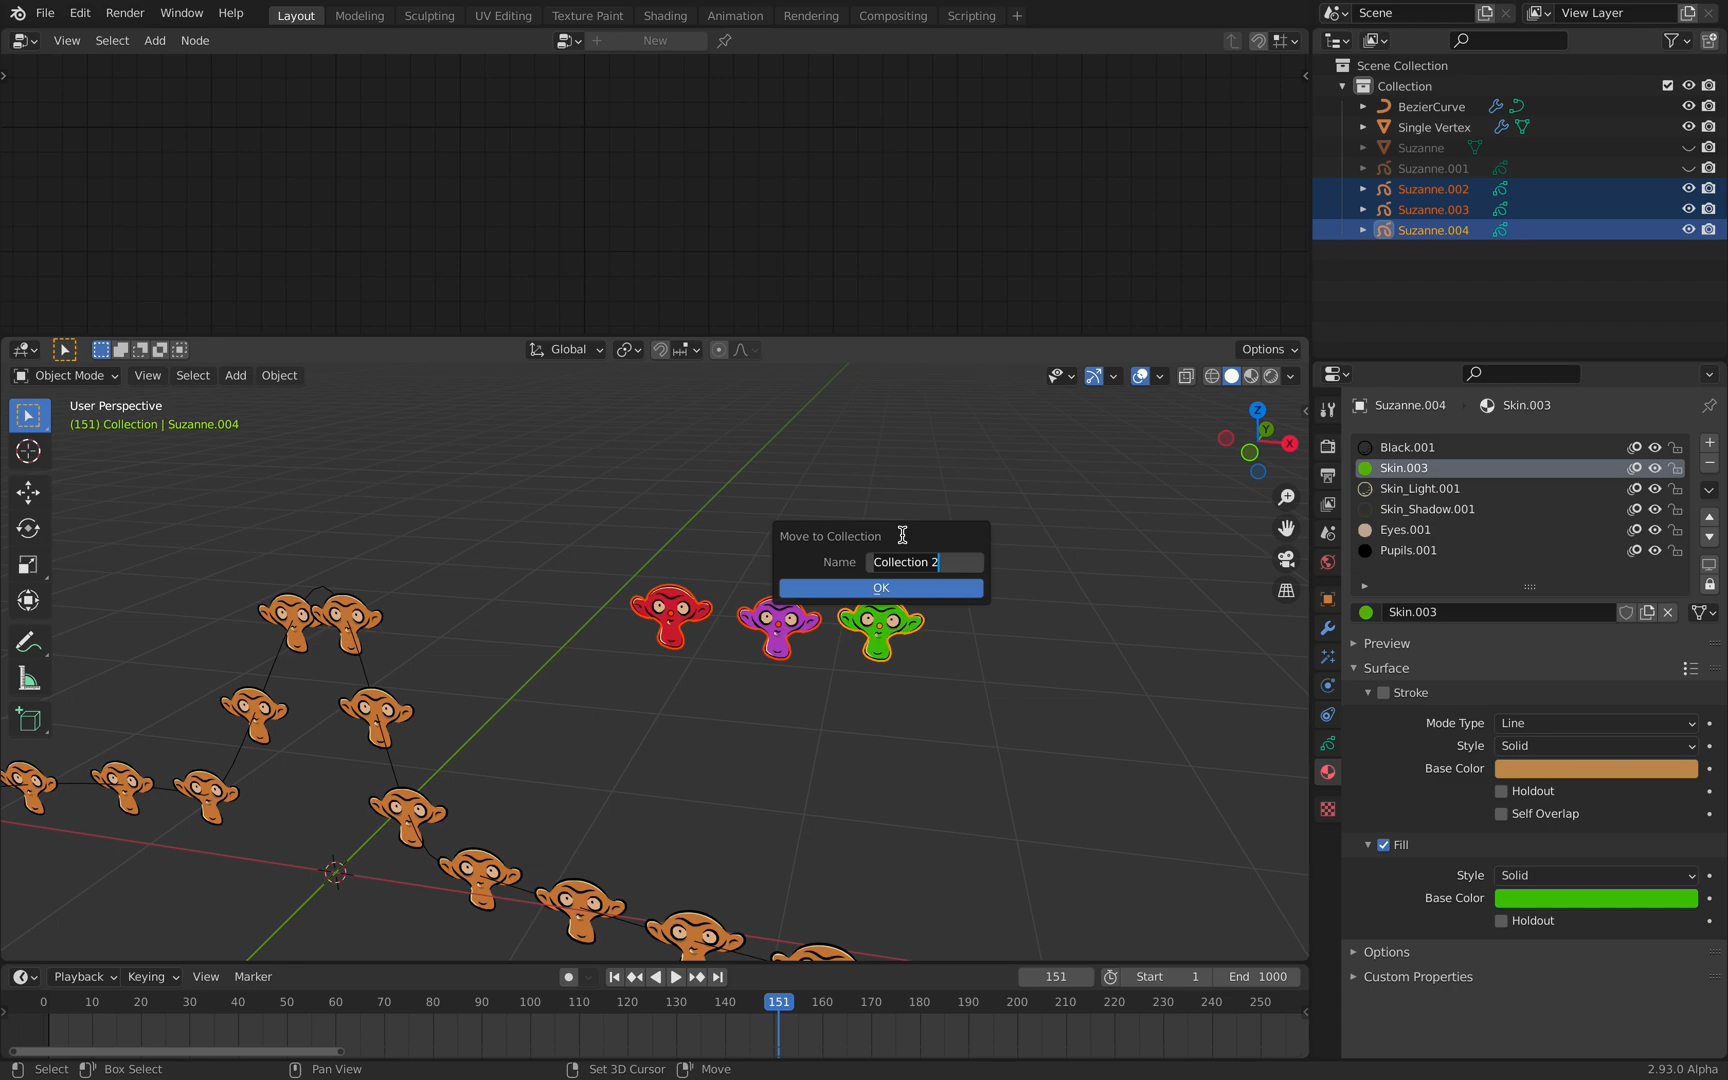 File Edit Render Window Help Layout Modeling Sculpting UV Editing Texture Paint Shading Animation Rendering Compositing Scripting + Scene View Layer
View Select Add Node New
Scene Collection
Collection
BezierCurve
Single Vertex
Suzanne
Suzanne.001
Suzanne.002
Suzanne.003
Suzanne.004
Global Options
Object Mode View Select Add Object
User Perspective
(151) Collection | Suzanne.004
Z
Y
X
Move to Collection
Name Collection 2
OK
Suzanne.004 Skin.003
Black.001
Skin.003
Skin_Light.001
Skin_Shadow.001
Eyes.001
Pupils.001
Skin.003
Preview
Surface
Stroke
Mode Type Line
Style Solid
Base Color
Holdout
Self Overlap
Fill
Style Solid
Base Color
Holdout
Options
Custom Properties
Playback Keying View Marker 151 Start 1 End 1000
0 10 20 30 40 50 60 70 80 90 100 110 120 130 140 151 160 170 180 190 200 210 220 230 240 250
Select Box Select Pan View Set 3D Cursor Move 2.93.0 Alpha